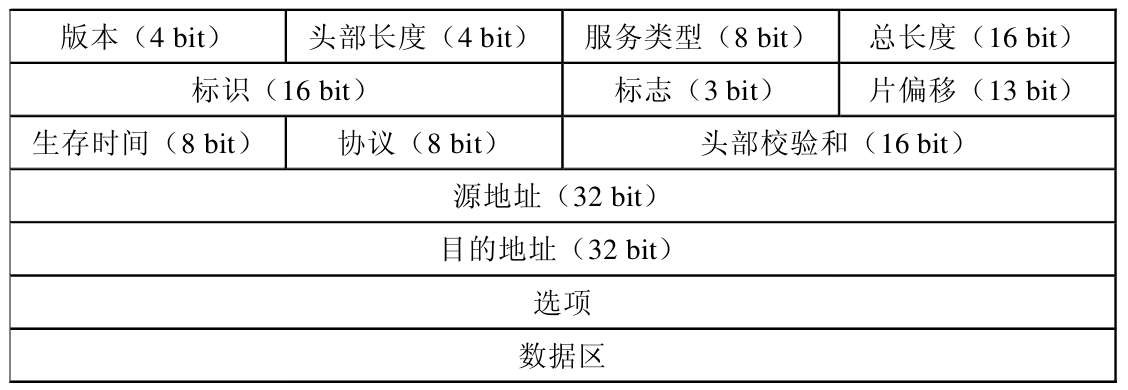 版本（4 bit） 头部长度（4 bit） 服务类型（8 bit） 总长度（16 bit）
标识（16 bit） 标志（3 bit） 片偏移（13 bit）
生存时间（8 bit） 协议（8 bit） 头部校验和（16 bit）
源地址（32 bit）
目的地址（32 bit）
选项
数据区